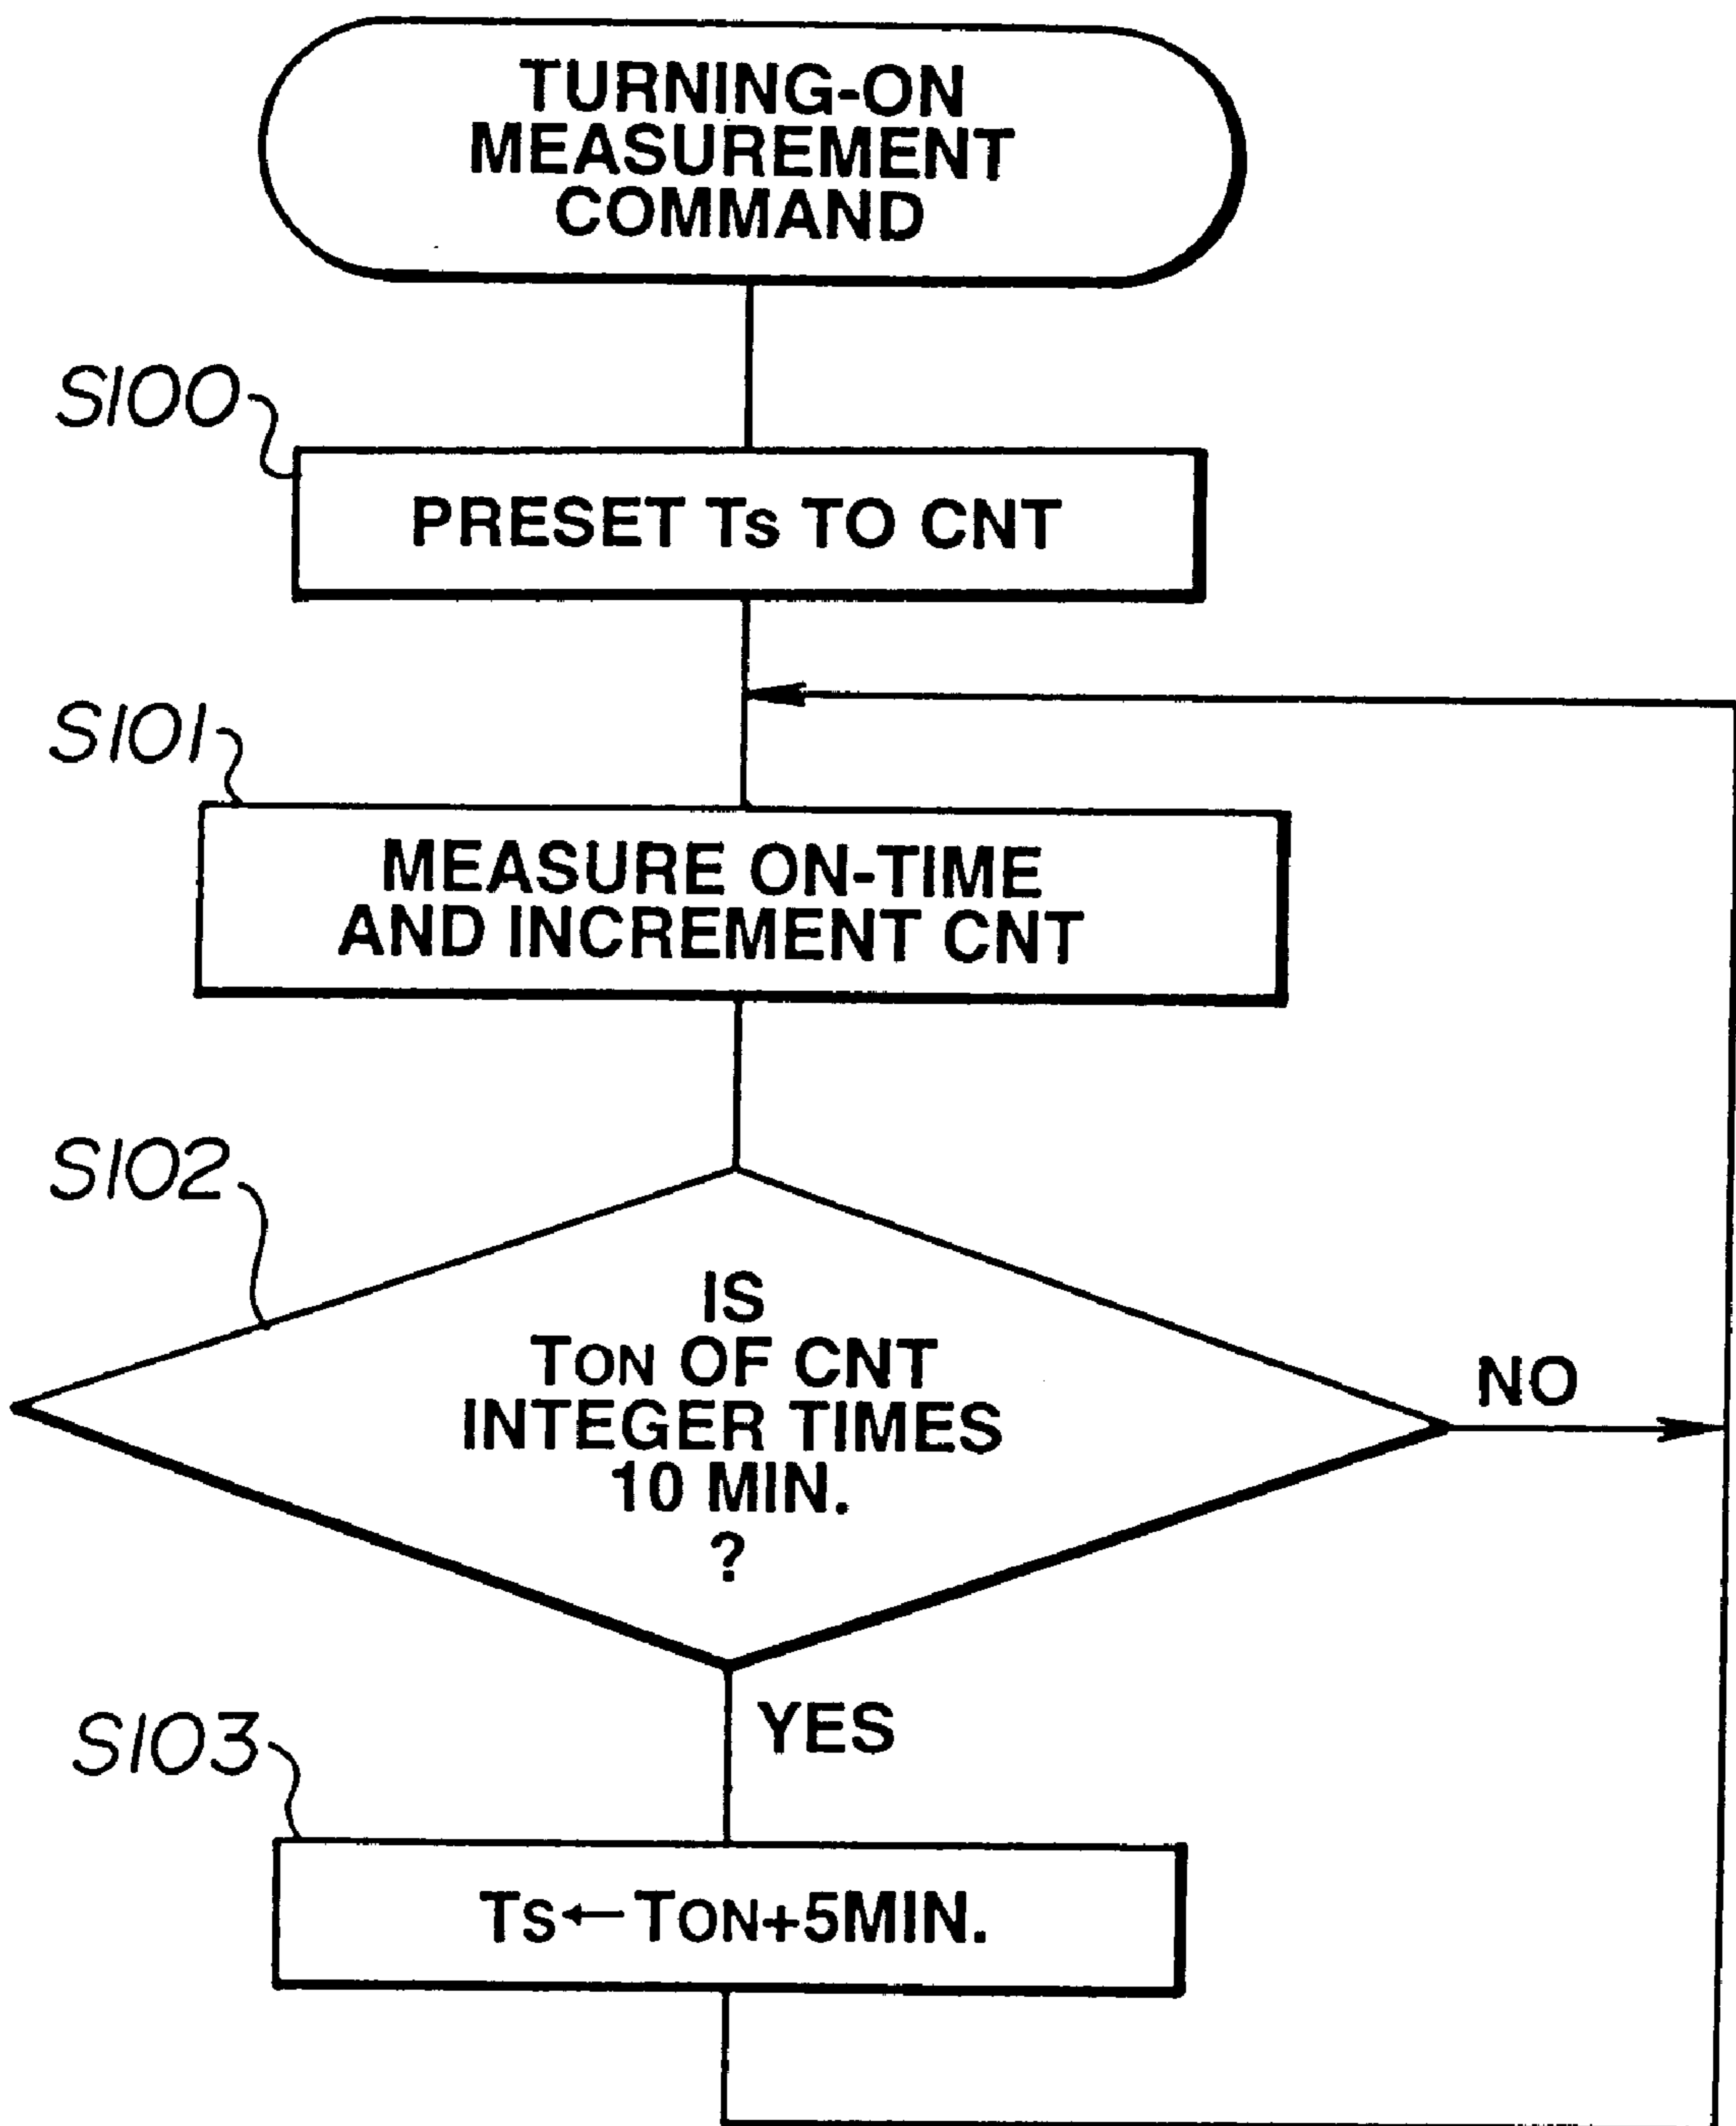 TURNING-ON
MEASUREMENT
COMMAND
S100
PRESET Ts TO CNT
S101
MEASURE ON-TIME
AND INCREMENT CNT
S102
IS
TON OF CNT
INTEGER TIMES
10 MIN.
?
NO
YES
S103
TS←TON+5MIN.